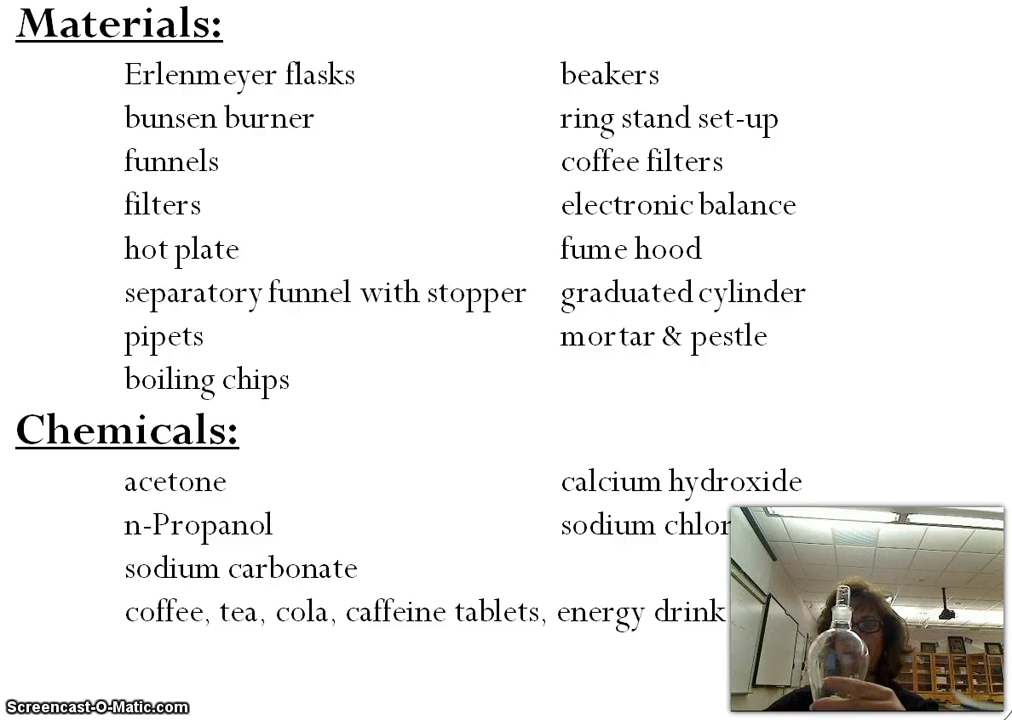 Materials:
Erlenmeyer flasks beakers
bunsen burner ring stand set-up
funnels coffee filters
filters electronic balance
hot plate fume hood
separatory funnel with stopper graduated cylinder
pipets mortar & pestle
boiling chips
Chemicals:
acetone calcium hydroxide
n-Propanol sodium chlor
sodium carbonate
coffee, tea, cola, caffeine tablets, energy drink
Screencast-O-Matic.com